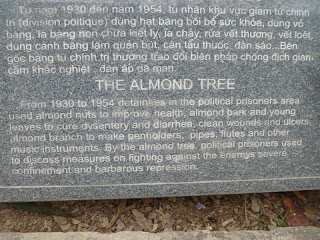 Từ năm 1930 đến năm 1954, tù nhân khu vực giam tù chính
trị (division politique) dùng hạt bàng bồi bổ sức khỏe, dùng vỏ
bàng, lá bàng non chữa kiết lỵ, ỉa chảy, rửa vết thương, vết loét,
dùng cành bàng làm quản bút, cán tẩu thuốc, đàn sáo...Bên
gốc bàng tù chính trị thường trao đổi biện pháp chống địch giam
cầm khắc nghiệt, đàn áp dã man.
THE ALMOND TREE
From 1930 to 1954 detainees in the political prisoners area
used almond nuts to improve health, almond bark and young
leaves to cure dysentery and diarrhea, clean wounds and ulcers,
almond branch to make penholders, pipes, flutes and other
music instruments. By the almond tree, political prisoners used
to discuss measures on fighting against the enemys severe
confinement and barbarous repression.